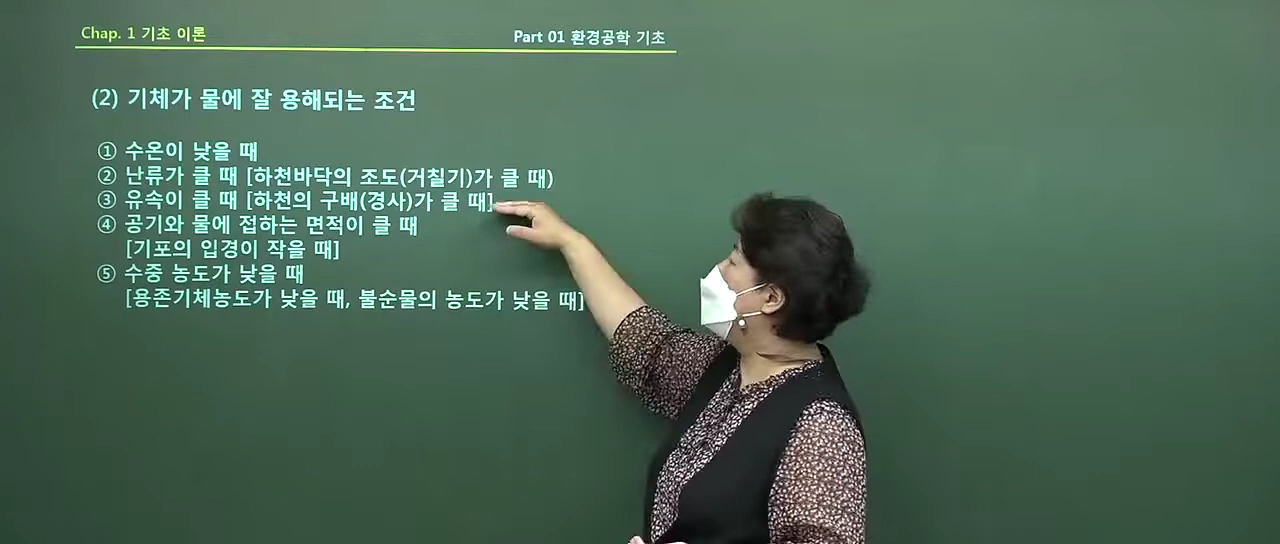 Chap. 1 기초 이론
Part 01 환경공학 기초
(2) 기체가 물에 잘 용해되는 조건
① 수온이 낮을 때
② 난류가 클 때 [하천바닥의 조도(거칠기)가 클 때)
③ 유속이 클 때 [하천의 구배(경사)가 클 때]
④ 공기와 물에 접하는 면적이 클 때
[기포의 입경이 작을 때]
⑤ 수중 농도가 낮을 때
[용존기체농도가 낮을 때, 불순물의 농도가 낮을 때]